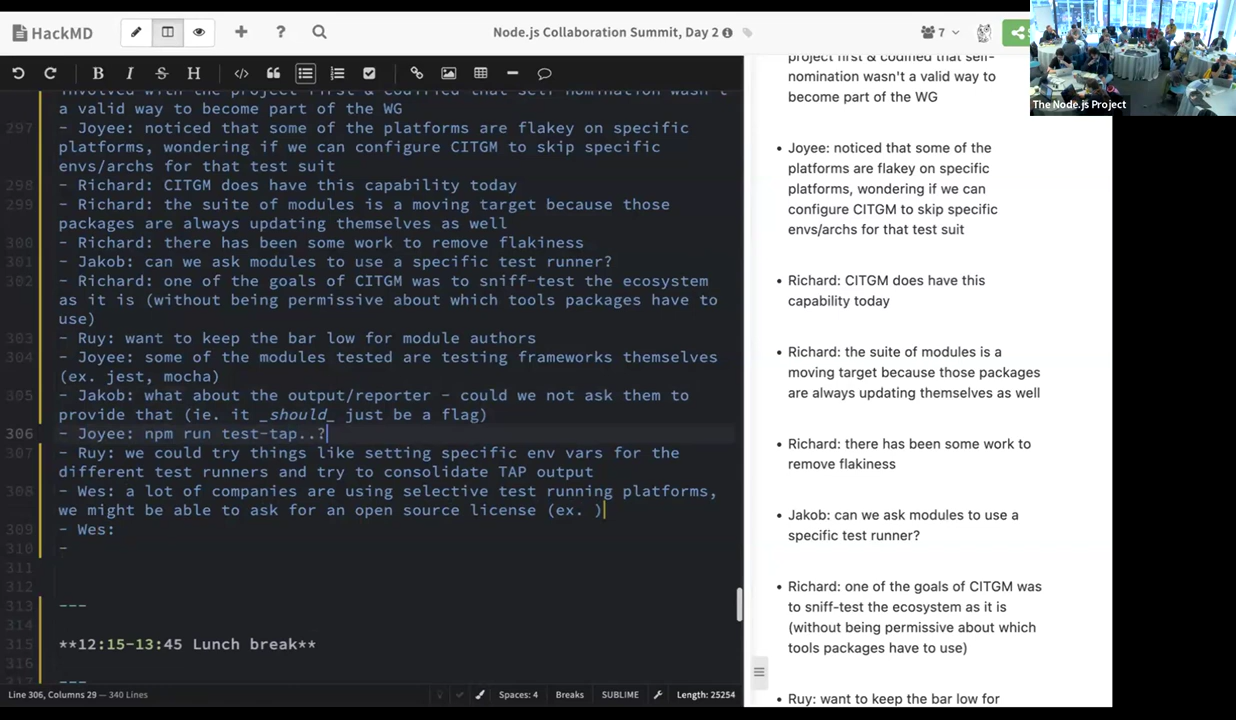 HackMD
Node.js Collaboration Summit, Day 2
7
The Node.js Project
B I S H
involved with the project first & codified that self-nomination wasn't
a valid way to become part of the WG
297 - Joyee: noticed that some of the platforms are flakey on specific
platforms, wondering if we can configure CITGM to skip specific
envs/archs for that test suit
298 - Richard: CITGM does have this capability today
299 - Richard: the suite of modules is a moving target because those
packages are always updating themselves as well
300 - Richard: there has been some work to remove flakiness
301 - Jakob: can we ask modules to use a specific test runner?
302 - Richard: one of the goals of CITGM was to sniff-test the ecosystem
as it is (without being permissive about which tools packages have to
use)
303 - Ruy: want to keep the bar low for module authors
304 - Joyee: some of the modules tested are testing frameworks themselves
(ex. jest, mocha)
305 - Jakob: what about the output/reporter - could we not ask them to
provide that (ie. it _should_ just be a flag)
306 - Joyee: npm run test-tap..?
307 - Ruy: we could try things like setting specific env vars for the
different test runners and try to consolidate TAP output
308 - Wes: a lot of companies are using selective test running platforms,
we might be able to ask for an open source license (ex. )
309 - Wes:
310 -
311
312
313 ---
314
315 **12:15-13:45 Lunch break**
316
317 ---
Line 306, Columns 29 — 340 Lines
Spaces: 4
Breaks
SUBLIME
Length: 25254
project first & codified that self-
nomination wasn't a valid way to
become part of the WG
• Joyee: noticed that some of the
platforms are flakey on specific
platforms, wondering if we can
configure CITGM to skip specific
envs/archs for that test suit
• Richard: CITGM does have this
capability today
• Richard: the suite of modules is a
moving target because those packages
are always updating themselves as well
• Richard: there has been some work to
remove flakiness
• Jakob: can we ask modules to use a
specific test runner?
• Richard: one of the goals of CITGM was
to sniff-test the ecosystem as it is
(without being permissive about which
tools packages have to use)
• Ruy: want to keep the bar low for